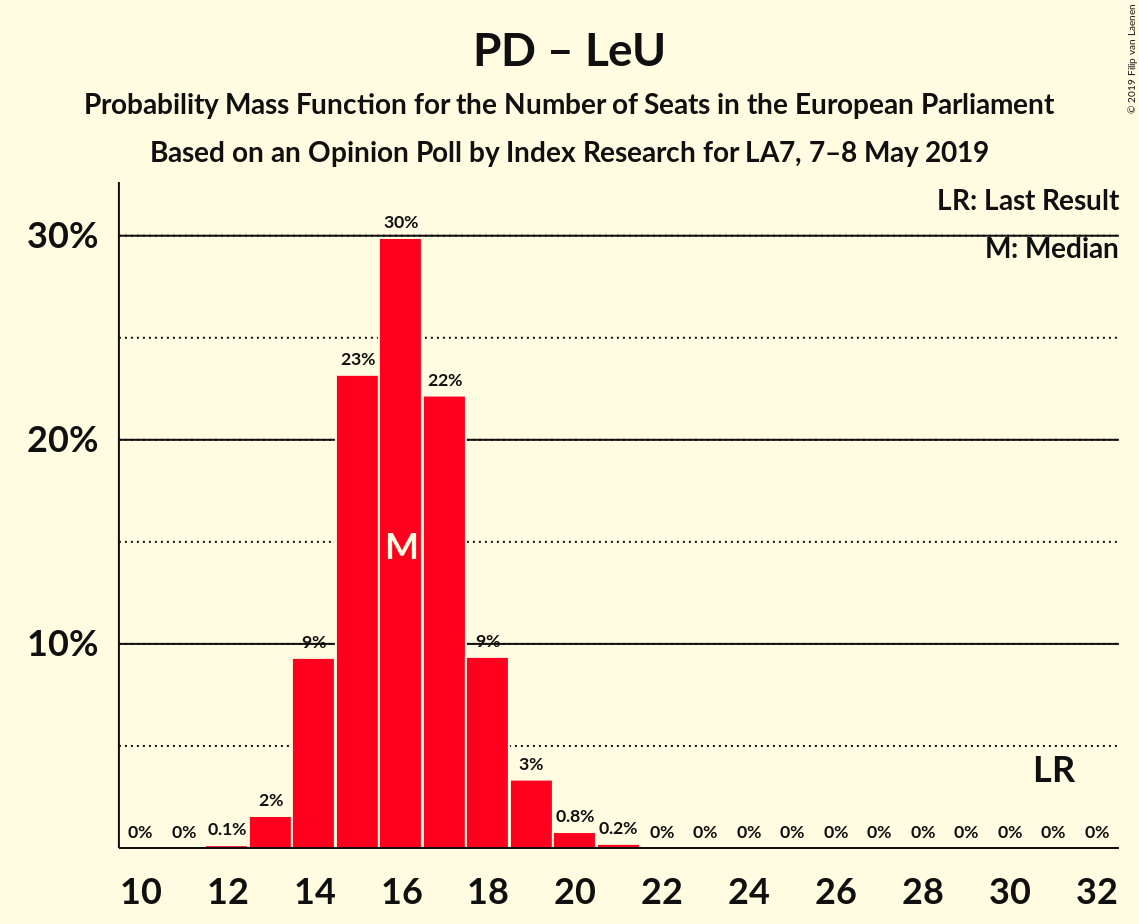 PD – LeU
Probability Mass Function for the Number of Seats in the European Parliament
Based on an Opinion Poll by Index Research for LA7, 7–8 May 2019
© 2019 Filip van Laenen
LR: Last Result
M: Median
30%
20%
10%
0% 0% 0.1% 2% 9% 23% 30% 22% 9% 3% 0.8% 0.2% 0% 0% 0% 0% 0% 0% 0% 0% 0% 0% 0%
M
LR
10 12 14 16 18 20 22 24 26 28 30 32